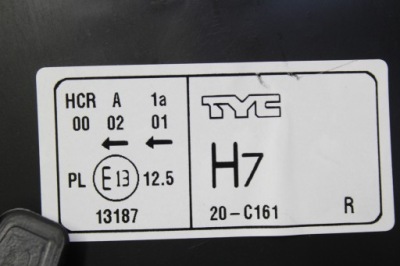 HCR A 1a
00 02 01
← ←
PL E13 12.5
13187
TYC
H7
20-C161 R